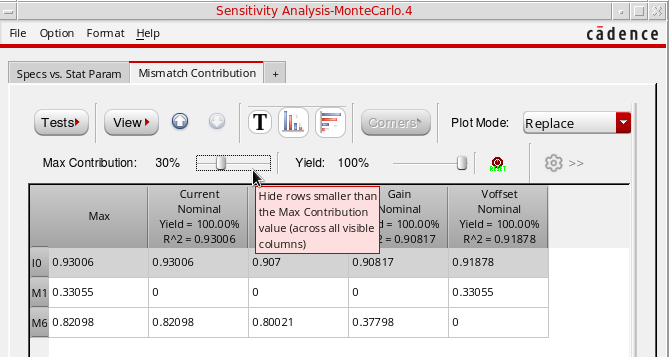 Sensitivity Analysis-MonteCarlo.4
File Option Format Help
cādence
Specs vs. Stat Param Mismatch Contribution +
Tests View T Corners Plot Mode: Replace
Max Contribution: 30% Yield: 100% RESET >>
Max
Current
Nominal
Yield = 100.00%
R^2 = 0.93006
Hide rows smaller than
the Max Contribution
value (across all visible
columns)
Gain
Nominal
= 100.00%
= 0.90817
Voffset
Nominal
Yield = 100.00%
R^2 = 0.91878
I0 0.93006 0.93006 0.907 0.90817 0.91878
M1 0.33055 0 0 0 0.33055
M6 0.82098 0.82098 0.80021 0.37798 0